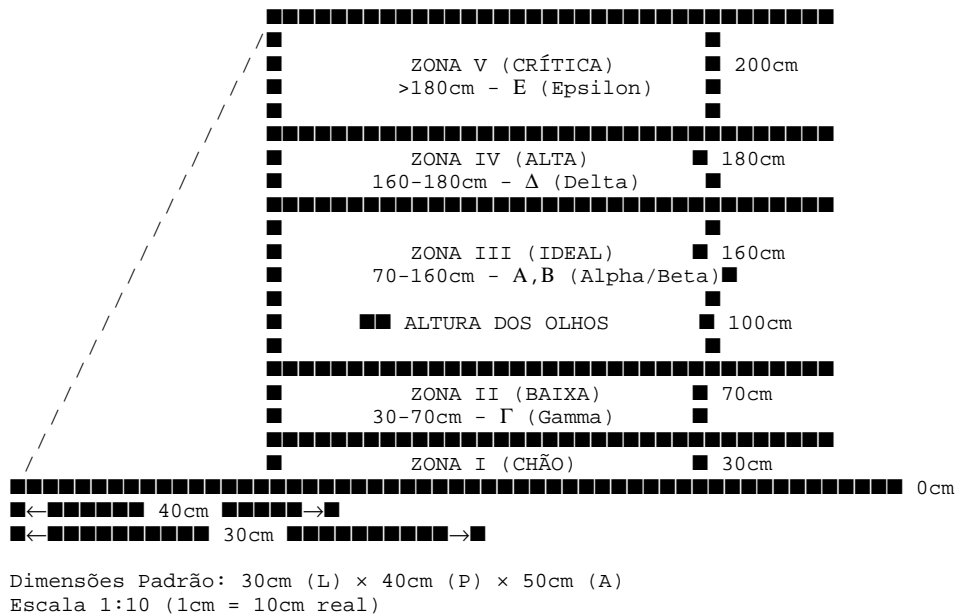 ZONA V (CRÍTICA) 200cm
>180cm - Ε (Epsilon)
ZONA IV (ALTA) 180cm
160-180cm - Δ (Delta)
ZONA III (IDEAL) 160cm
70-160cm - Α,Β (Alpha/Beta)
ALTURA DOS OLHOS 100cm
ZONA II (BAIXA) 70cm
30-70cm - Γ (Gamma)
ZONA I (CHÃO) 30cm
0cm
← 40cm →
← 30cm →
Dimensões Padrão: 30cm (L) × 40cm (P) × 50cm (A)
Escala 1:10 (1cm = 10cm real)